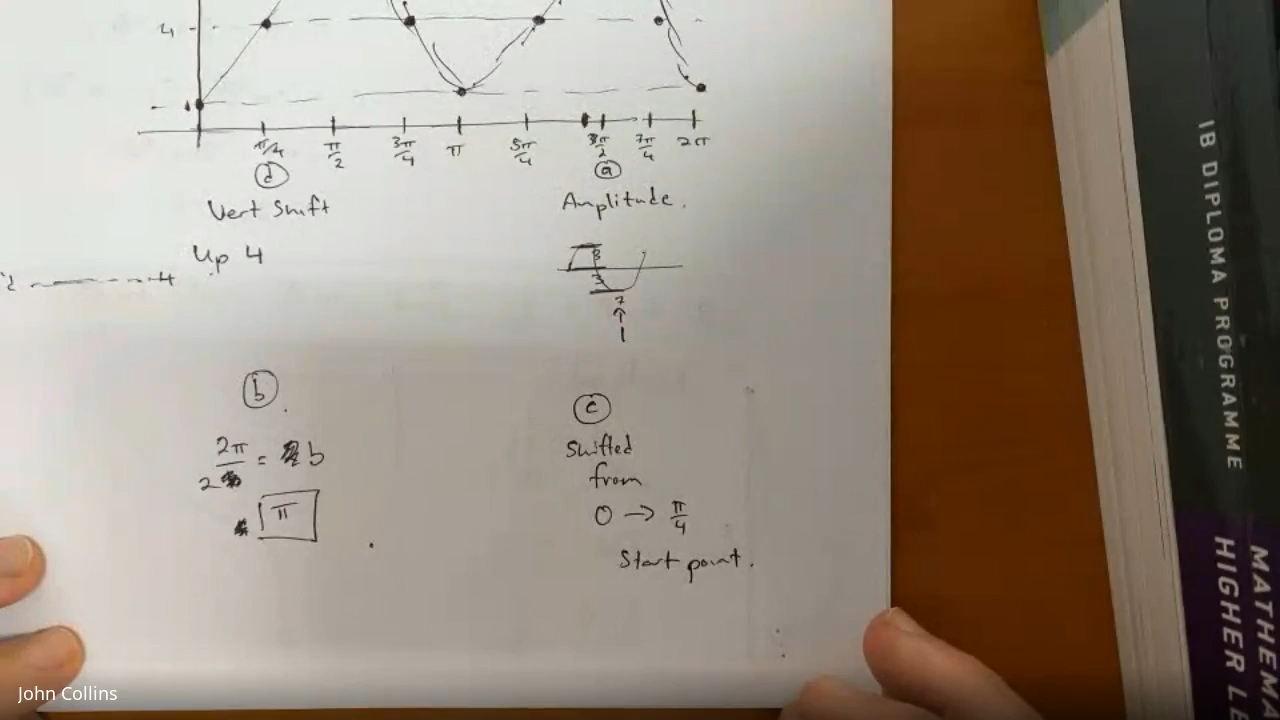 4
π/4 π/2 3π/4 π 5π/4 3π/2 7π/4 2π
d a
Vert Shift Amplitude.
Up 4
3
3
7
↑
1
b c
2π/2 = b
π
Shifted
from
0 → π/4
Start point.
IB DIPLOMA PROGRAMME
MATHEMA
HIGHER LE
John Collins